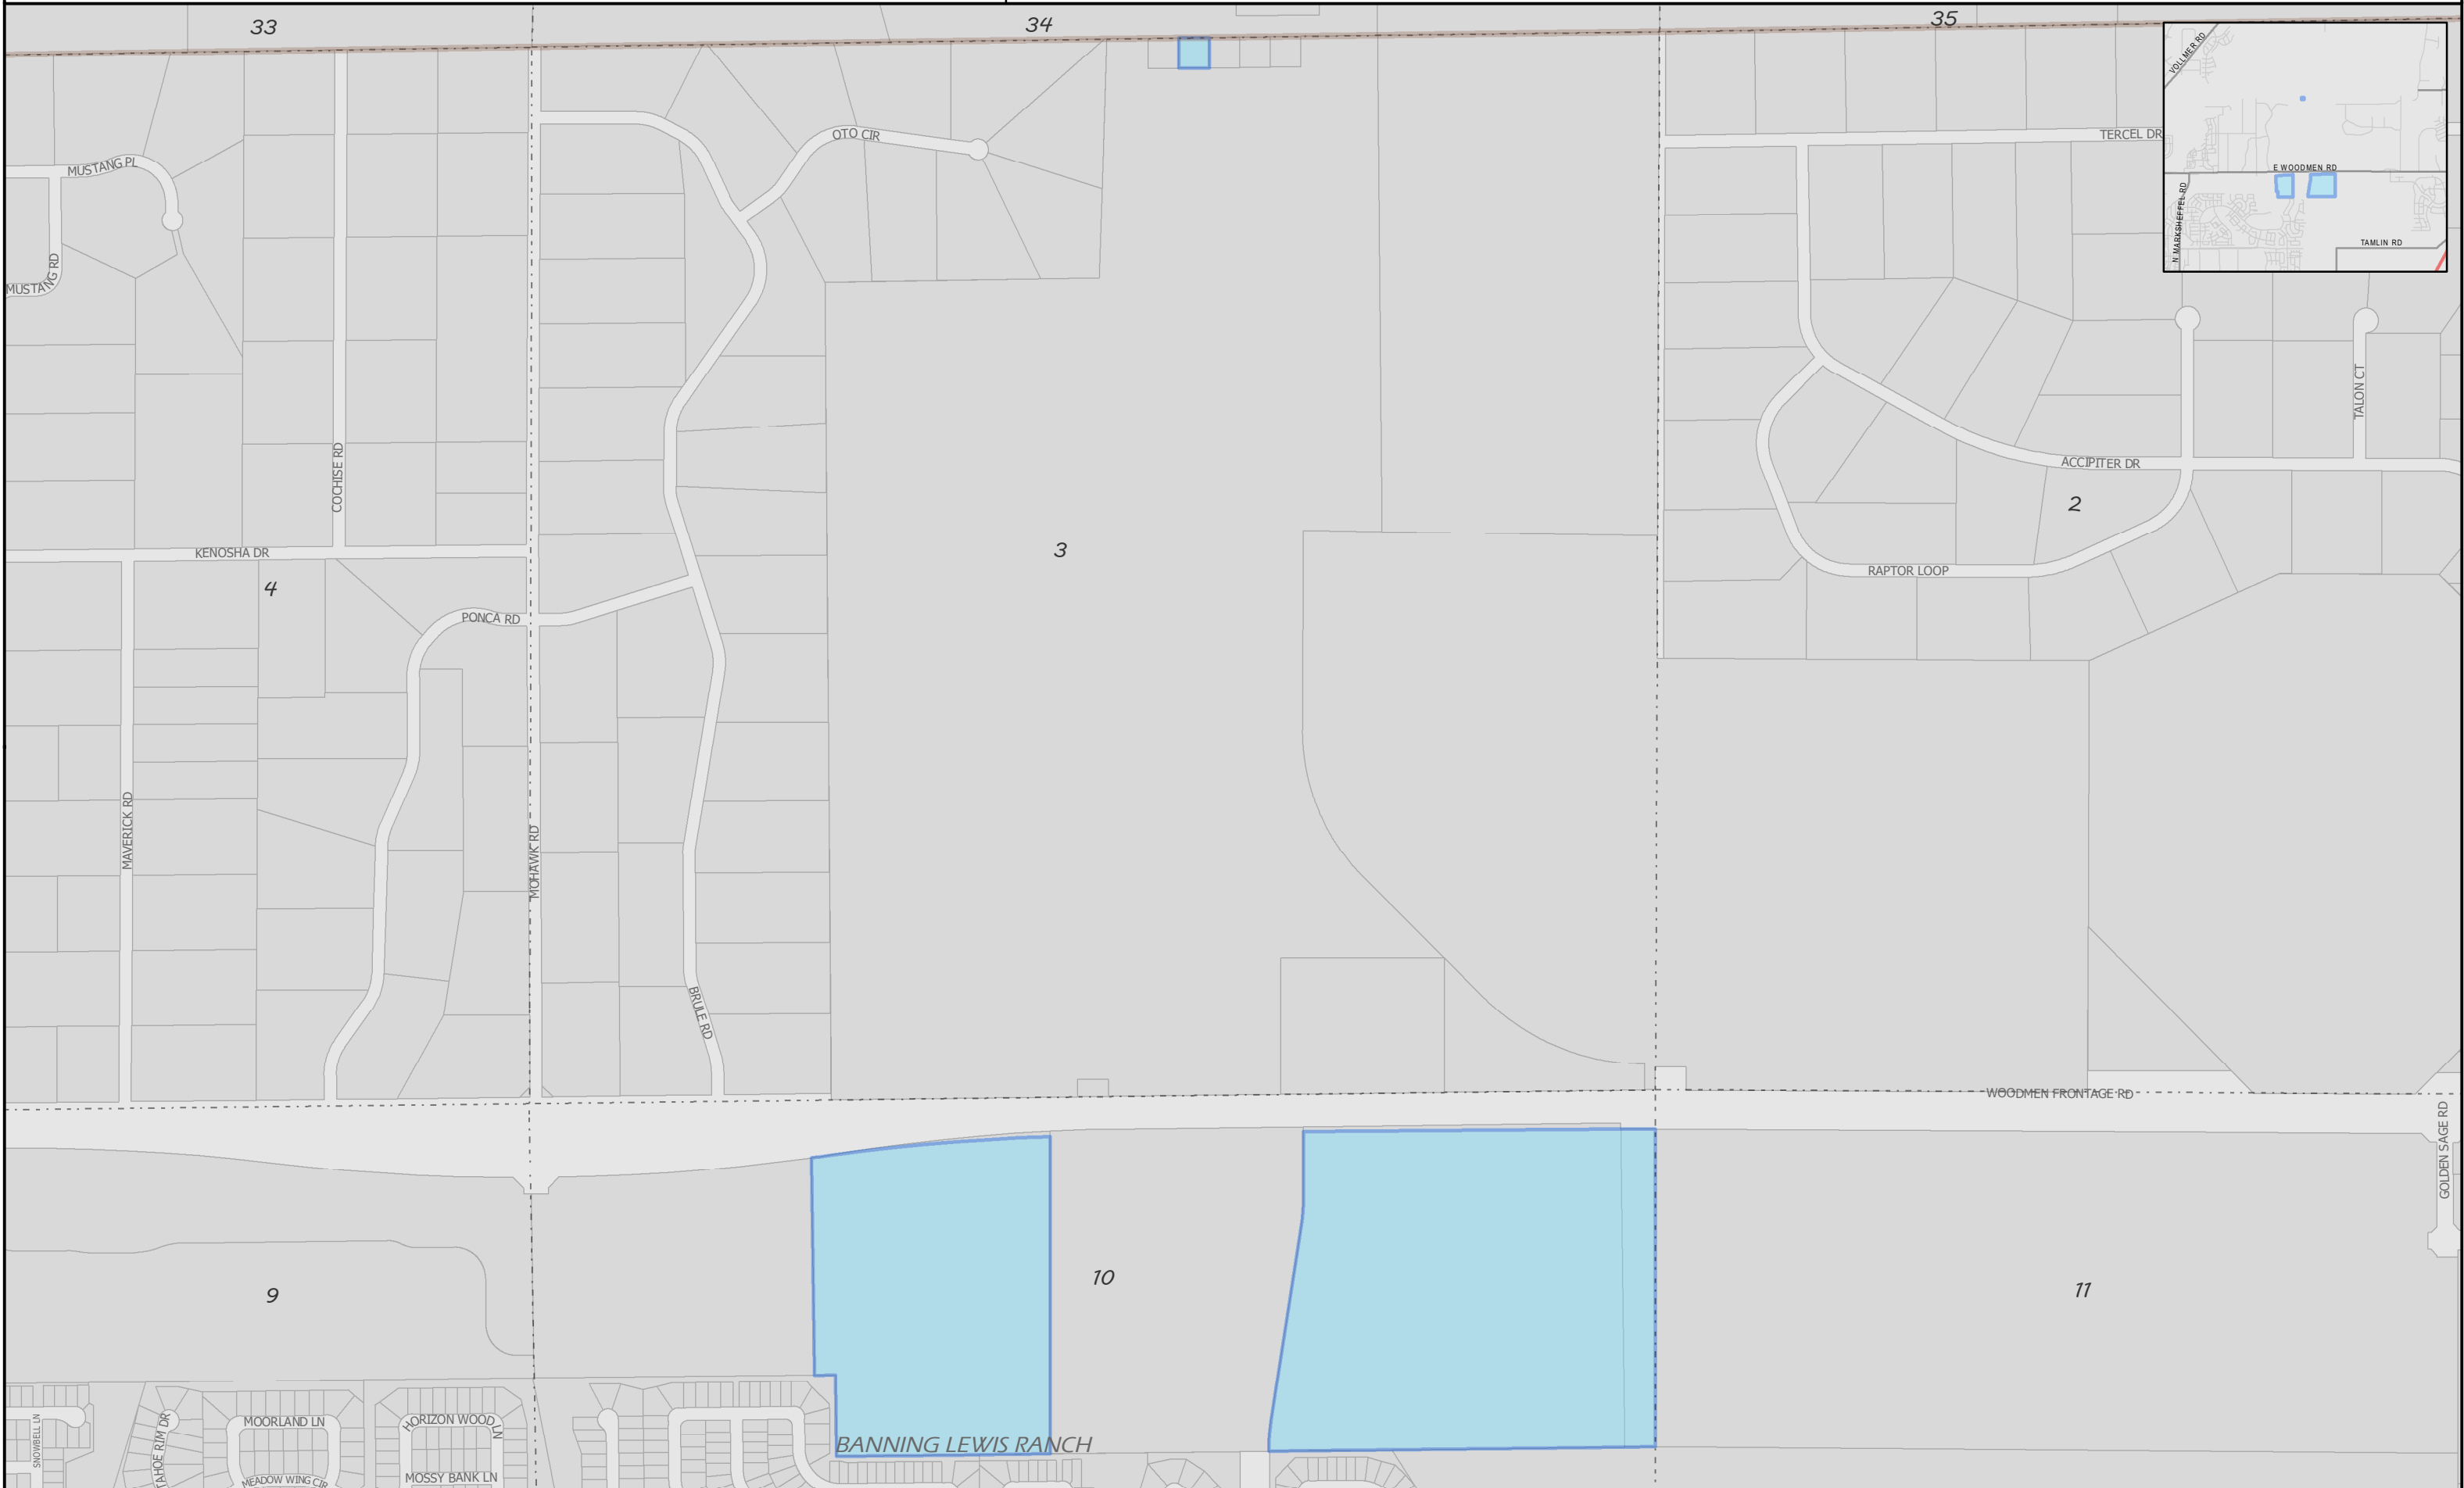 33
34
35
VOLLMER RD
E WOODMEN RD
N MARKSHEFFEL RD
TAMLIN RD
OTO CIR
TERCEL DR
MUSTANG PL
MUSTANG RD
COCHISE RD
TALON CT
ACCIPITER DR
2
3
KENOSHA DR
4
RAPTOR LOOP
PONCA RD
MAVERICK RD
MOHAWK RD
BRULE RD
WOODMEN FRONTAGE RD
GOLDEN SAGE RD
9
10
11
SNOWBELL LN
TAHOE RIM DR
MOORLAND LN
HORIZON WOOD LN
BANNING LEWIS RANCH
MEADOW WING CIR
MOSSY BANK LN